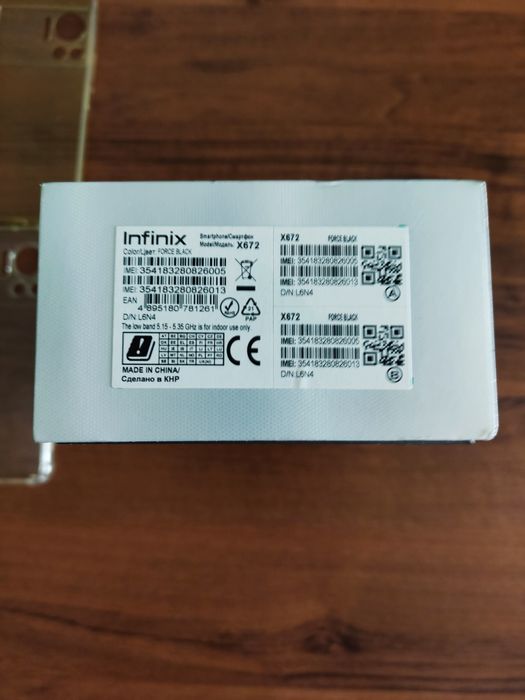 Infinix
Smartphone/Смартфон
Model/Модель: X672
Color/Цвет: FORCE BLACK
IMEI: 354183280826005
IMEI: 354183280826013
EAN
4 895180 781261
D/N:L6N4
PAP
The low band 5.15 - 5.35 GHz is for indoor use only
CE
MADE IN CHINA/
Сделано в КНР
X672 FORCE BLACK
IMEI: 354183280826005
IMEI: 354183280826013
D/N:L6N4
A
X672 FORCE BLACK
IMEI: 354183280826005
IMEI: 354183280826013
D/N:L6N4
B